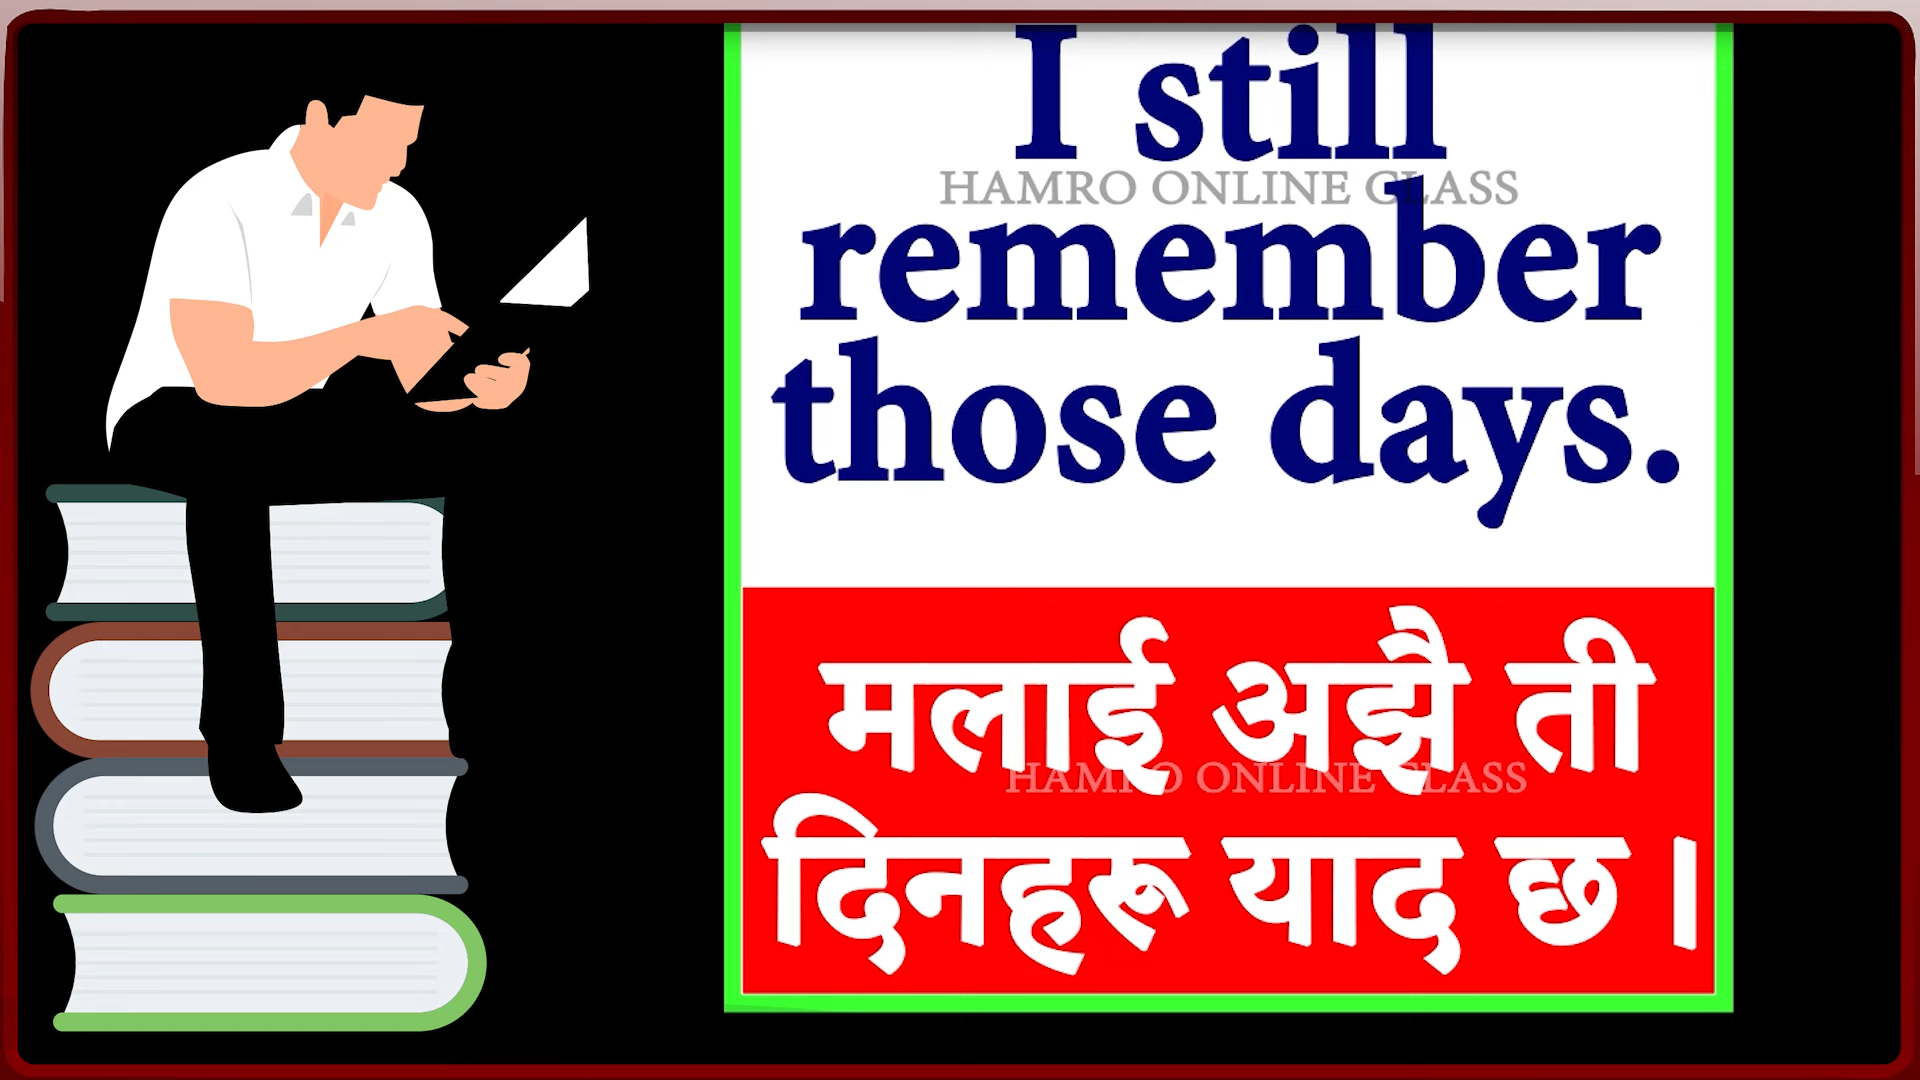 I still
HAMRO ONLINE CLASS
remember
those days.
मलाई अझै ती
HAMRO ONLINE CLASS
दिनहरू याद छ ।